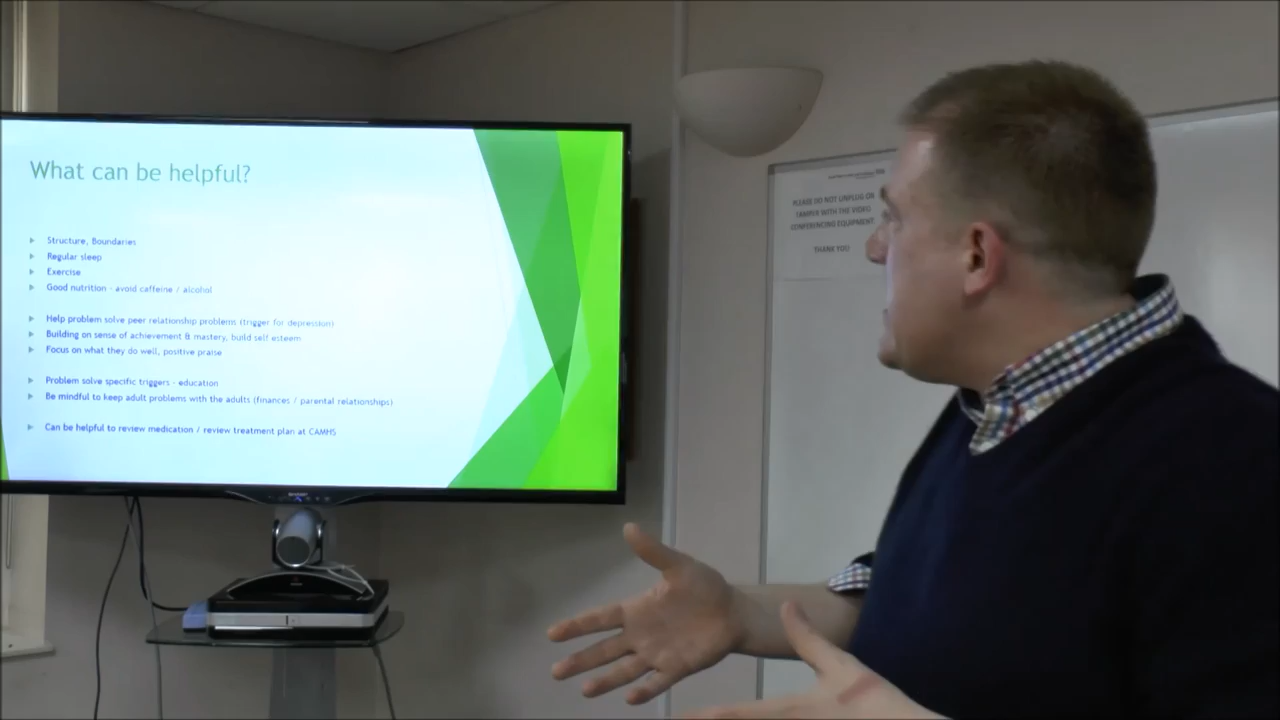 What can be helpful?
Structure, Boundaries
Regular sleep
Exercise
Good nutrition - avoid caffeine / alcohol
Help problem solve peer relationship problems (trigger for depression)
Building on sense of achievement & mastery, build self esteem
Focus on what they do well, positive praise
Problem solve specific triggers - education
Be mindful to keep adult problems with the adults (finances / parental relationships)
Can be helpful to review medication / review treatment plan at CAMHS
SHARP
PLEASE DO NOT UNPLUG OR
TAMPER WITH THE VIDEO
CONFERENCING EQUIPMENT
THANK YOU